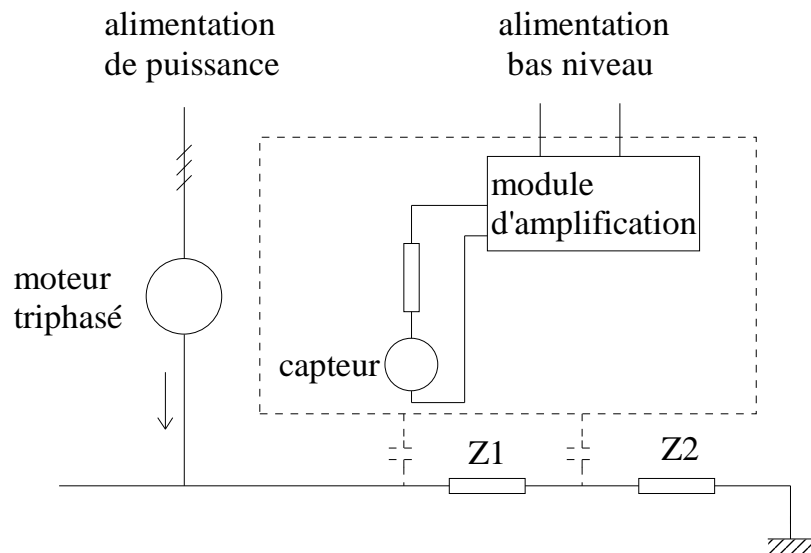 alimentation
de puissance
alimentation
bas niveau
module
d'amplification
moteur
triphasé
capteur
Z1
Z2